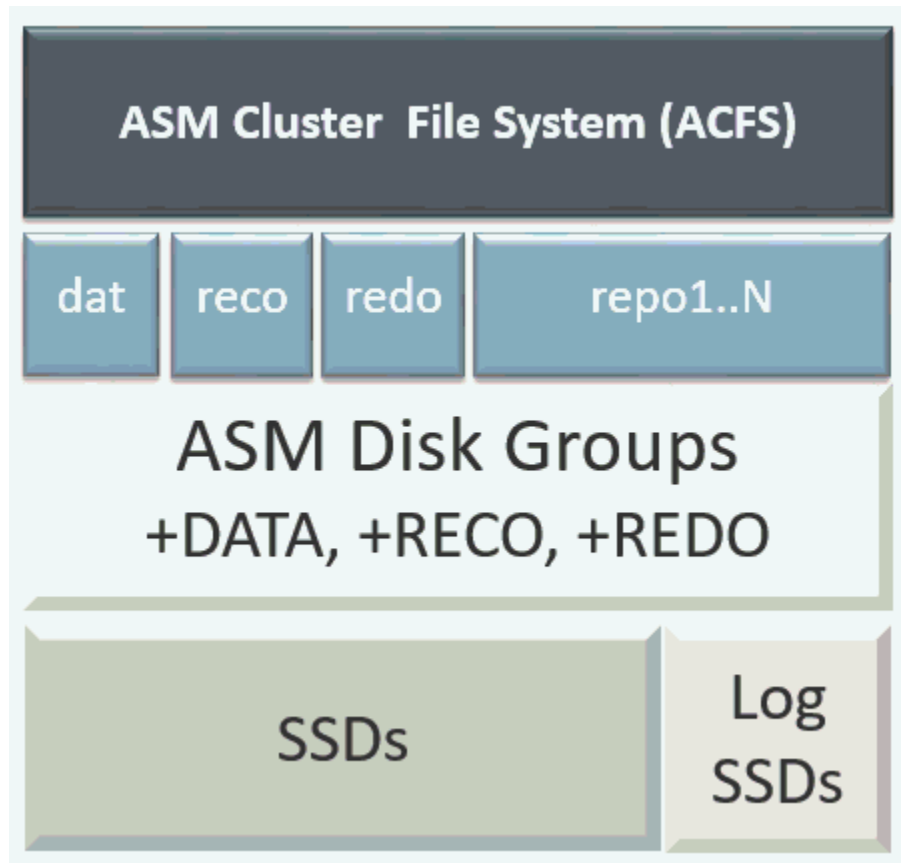 ASM Cluster File System (ACFS)
dat reco redo repo1..N
ASM Disk Groups
+DATA, +RECO, +REDO
SSDs
Log
SSDs